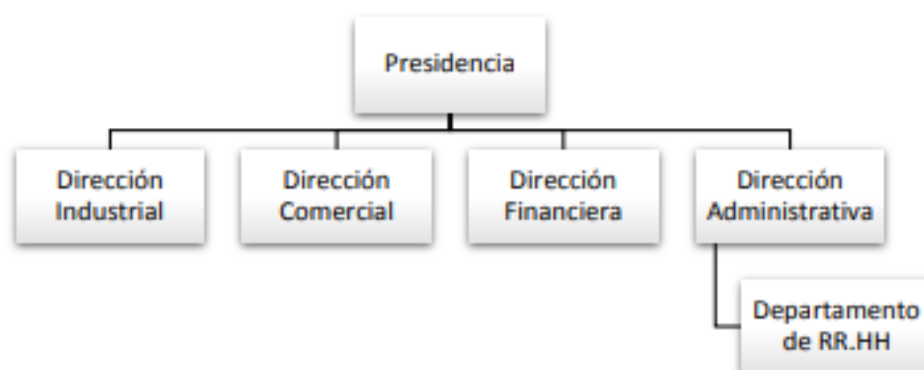 Presidencia
Dirección
Industrial
Dirección
Comercial
Dirección
Financiera
Dirección
Administrativa
Departamento
de RR.HH